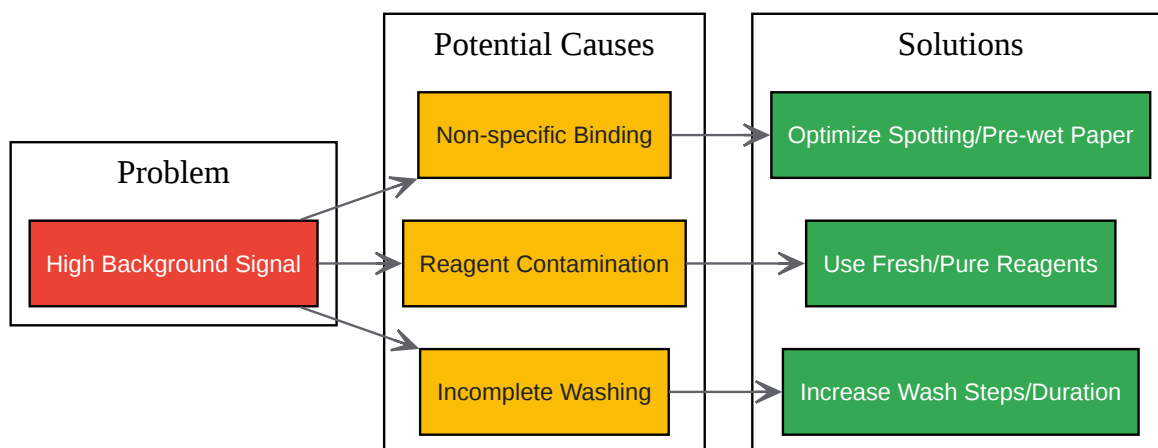 Problem
High Background Signal
Potential Causes
Non-specific Binding
Reagent Contamination
Incomplete Washing
Solutions
Optimize Spotting/Pre-wet Paper
Use Fresh/Pure Reagents
Increase Wash Steps/Duration